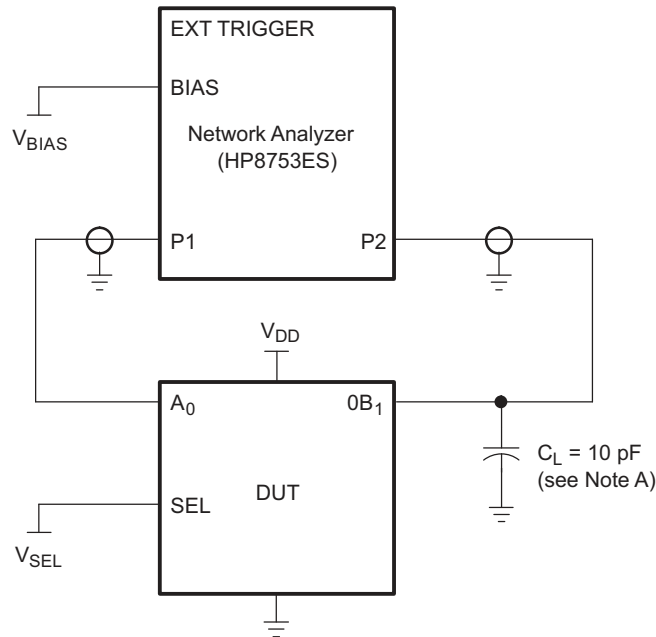 EXT TRIGGER
BIAS
V_BIAS
Network Analyzer
(HP8753ES)
P1
P2
V_DD
A_0
0B_1
C_L = 10 pF
(see Note A)
SEL
DUT
V_SEL